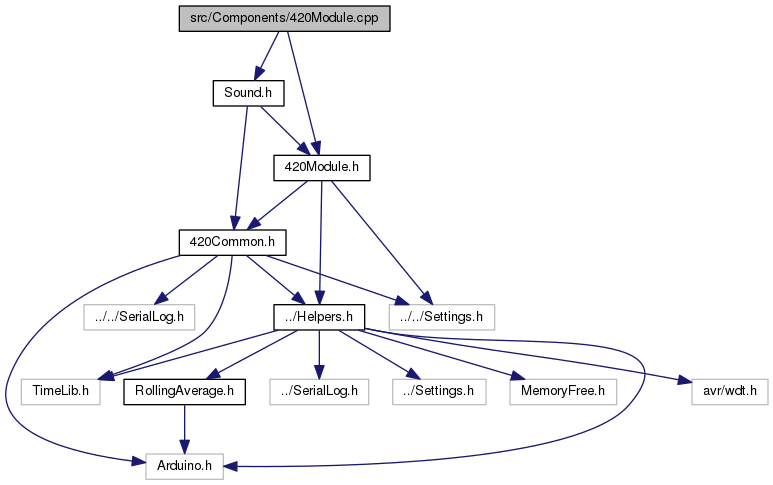 src/Components/420Module.cpp
Sound.h
420Module.h
420Common.h
../../SerialLog.h
../Helpers.h
../../Settings.h
TimeLib.h
RollingAverage.h
../SerialLog.h
../Settings.h
MemoryFree.h
avr/wdt.h
Arduino.h